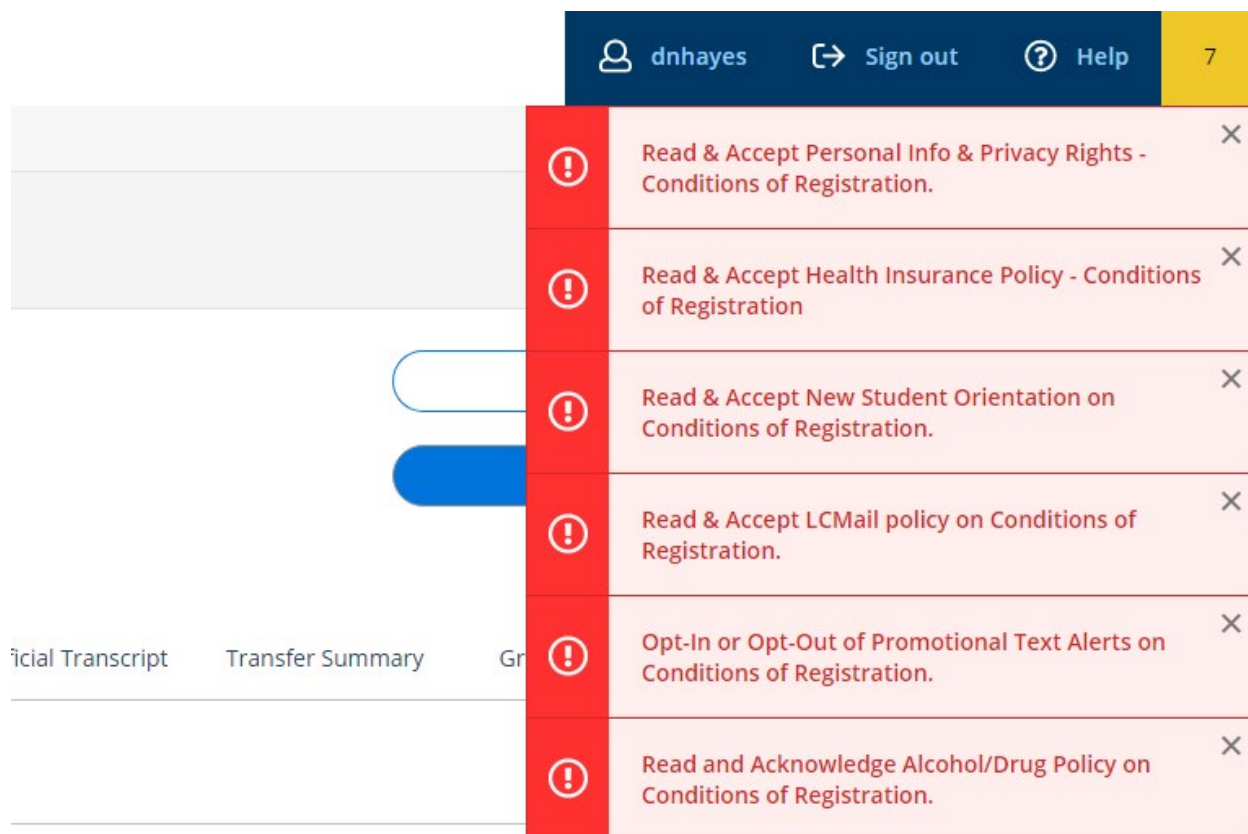 dnhayes Sign out Help 7
Read & Accept Personal Info & Privacy Rights -
Conditions of Registration.
Read & Accept Health Insurance Policy - Conditions
of Registration
Read & Accept New Student Orientation on
Conditions of Registration.
Read & Accept LCMail policy on Conditions of
Registration.
Opt-In or Opt-Out of Promotional Text Alerts on
Conditions of Registration.
ficial Transcript Transfer Summary Gr
Read and Acknowledge Alcohol/Drug Policy on
Conditions of Registration.